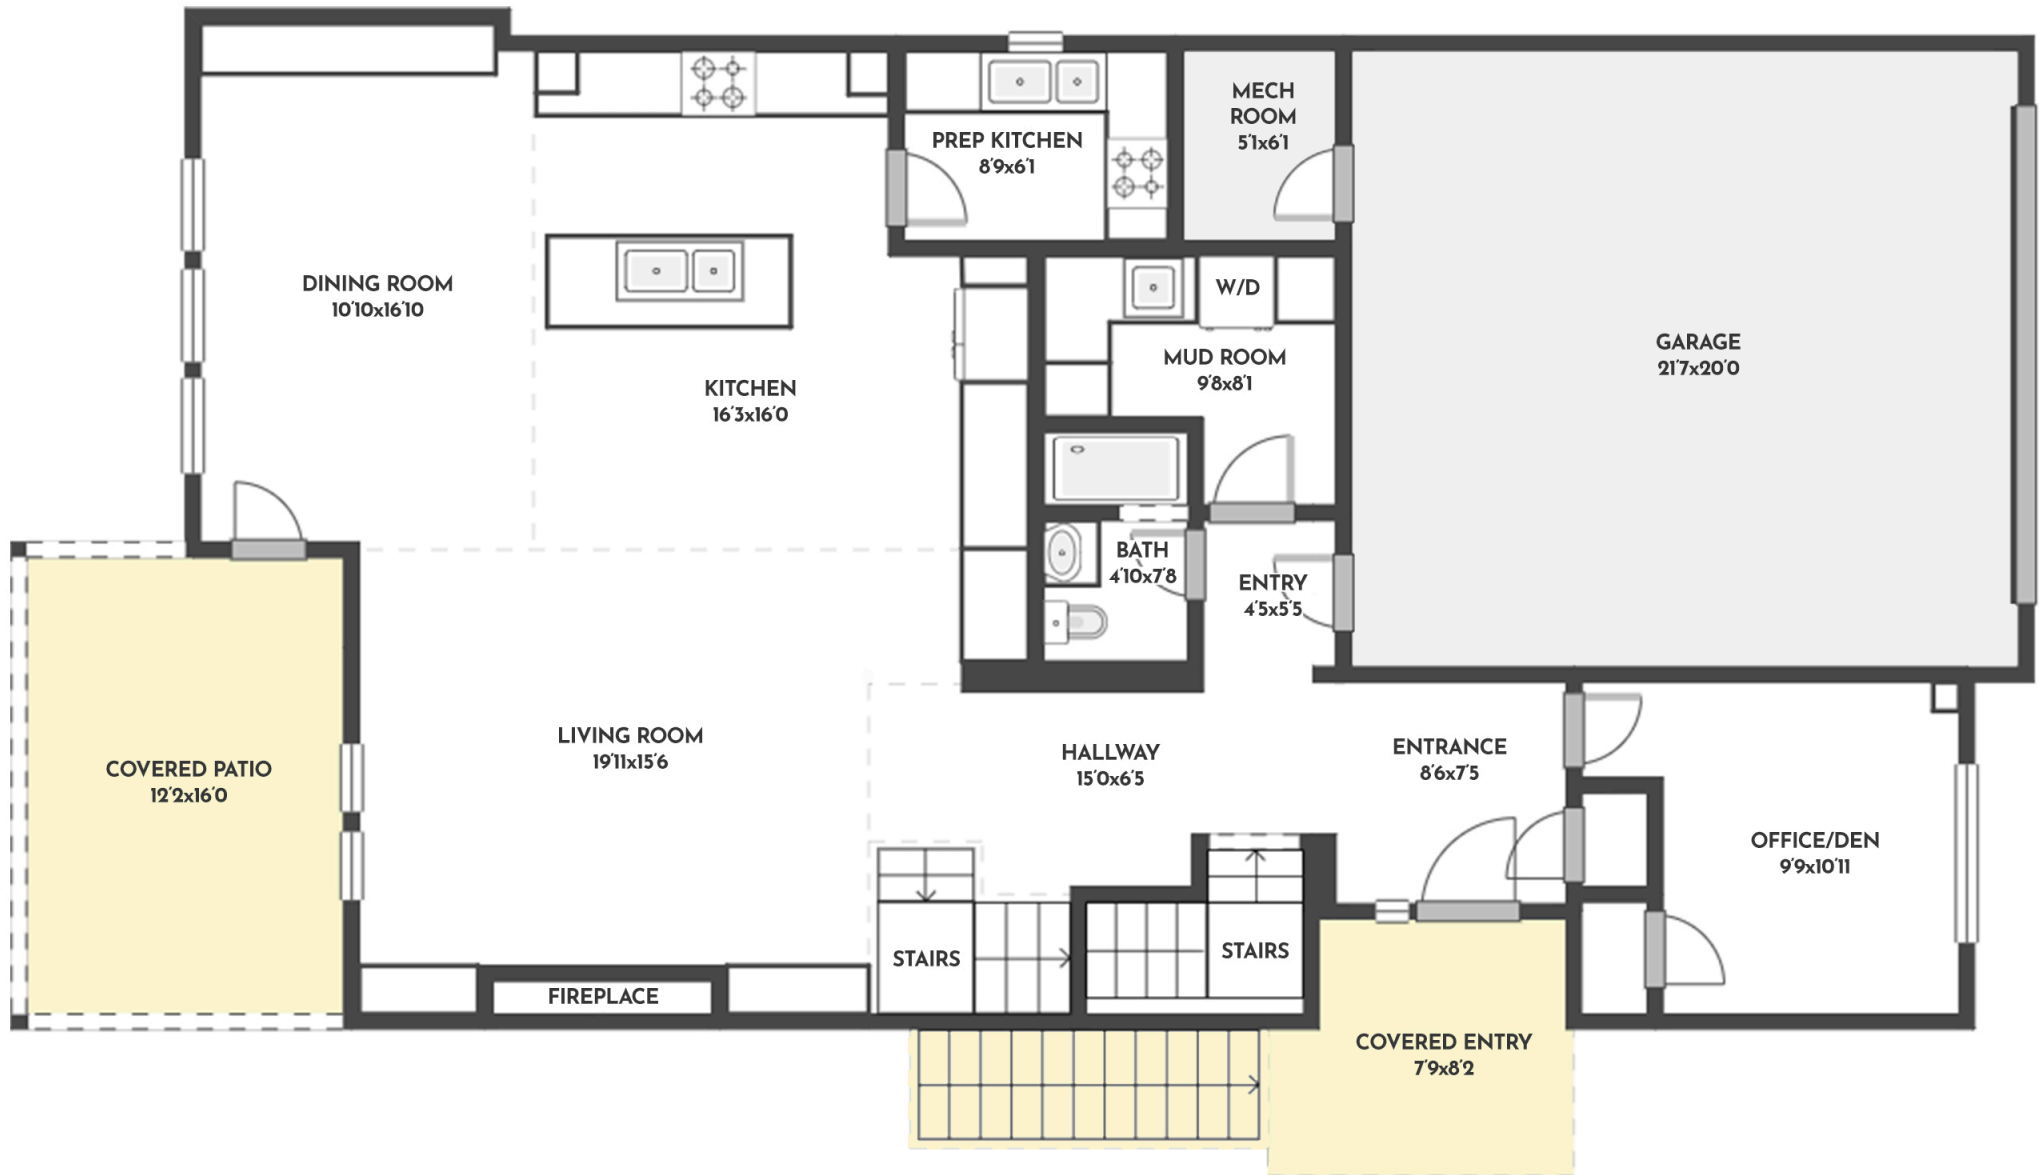 MECH
ROOM
5'1x6'1
PREP KITCHEN
8'9x6'1
DINING ROOM
10'10x16'10
W/D
MUD ROOM
9'8x8'1
GARAGE
21'7x20'0
KITCHEN
16'3x16'0
BATH
4'10x7'8
ENTRY
4'5x5'5
LIVING ROOM
19'11x15'6
HALLWAY
15'0x6'5
ENTRANCE
8'6x7'5
COVERED PATIO
12'2x16'0
OFFICE/DEN
9'9x10'11
STAIRS
STAIRS
FIREPLACE
COVERED ENTRY
7'9x8'2